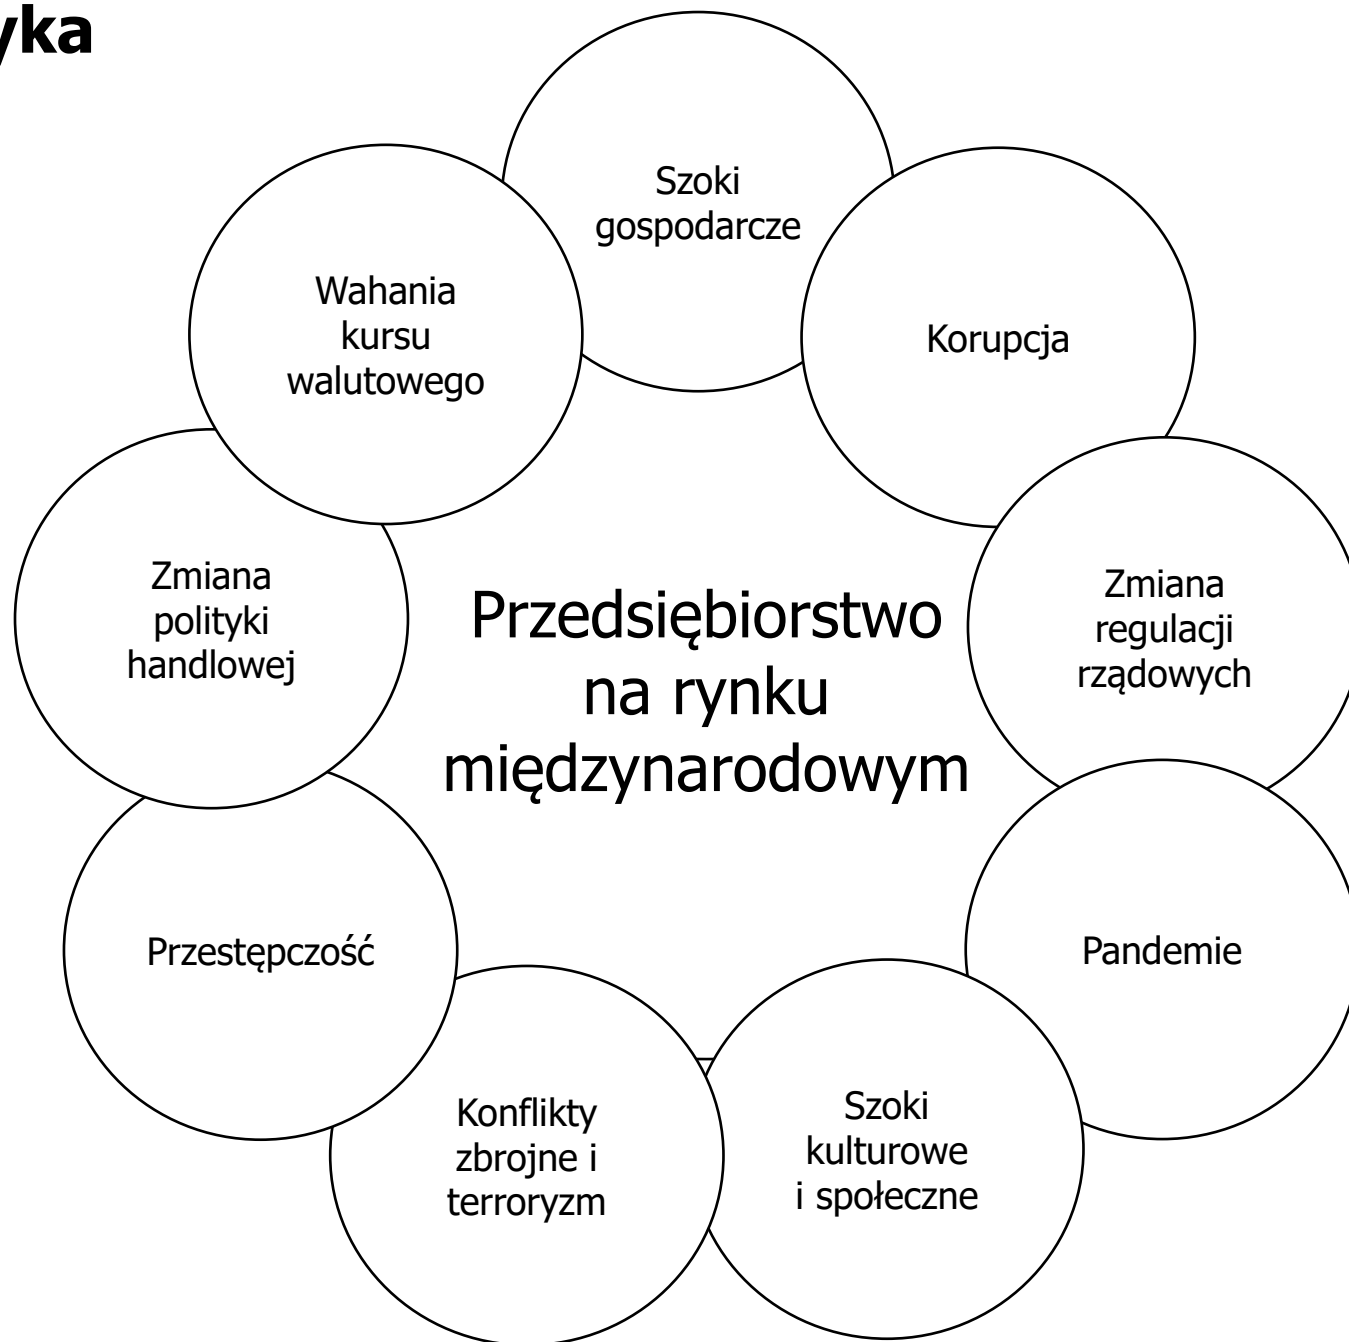 yka
Szoki
gospodarcze
Wahania
kursu
walutowego
Korupcja
Zmiana
polityki
handlowej
Przedsiębiorstwo
na rynku
międzynarodowym
Zmiana
regulacji
rządowych
Przestępczość
Pandemie
Konflikty
zbrojne i
terroryzm
Szoki
kulturowe
i społeczne